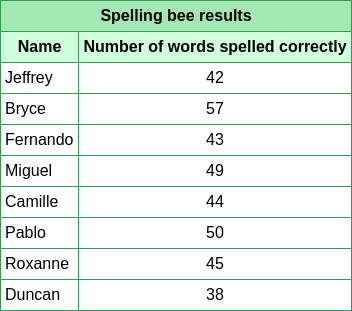 Spelling bee results
Name Number of words spelled correctly
Jeffrey 42
Bryce 57
Fernando 43
Miguel 49
Camille 44
Pablo 50
Roxanne 45
Duncan 38